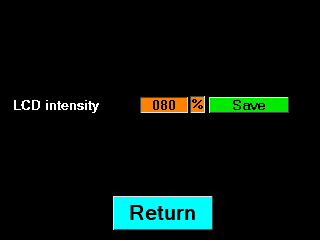 LCD intensity 080 % Save
Return